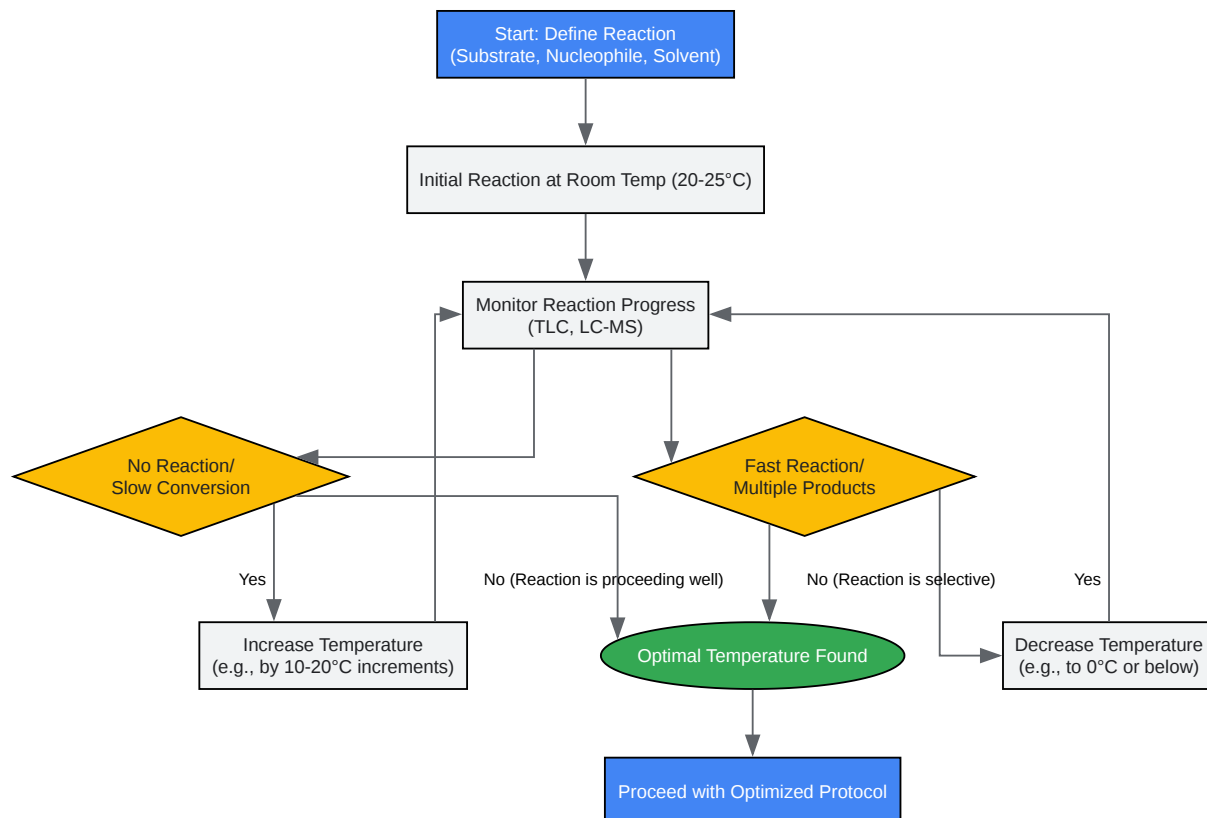 Start: Define Reaction
(Substrate, Nucleophile, Solvent)
Initial Reaction at Room Temp (20-25°C)
Monitor Reaction Progress
(TLC, LC-MS)
No Reaction/
Slow Conversion
Fast Reaction/
Multiple Products
Yes
No (Reaction is proceeding well)
No (Reaction is selective)
Yes
Increase Temperature
(e.g., by 10-20°C increments)
Optimal Temperature Found
Decrease Temperature
(e.g., to 0°C or below)
Proceed with Optimized Protocol